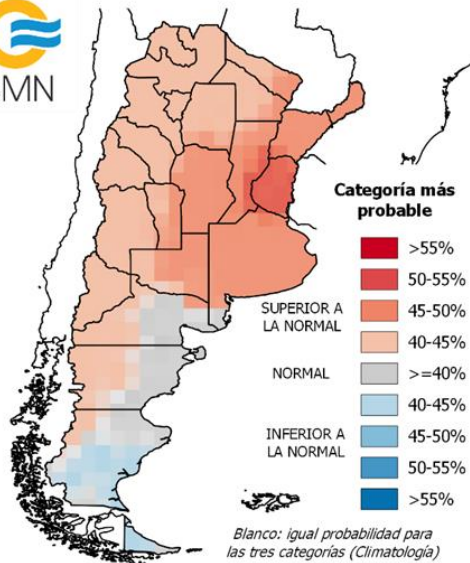 SMN
Categoría más
probable
>55%
50-55%
45-50%
SUPERIOR A
LA NORMAL
40-45%
NORMAL
>=40%
40-45%
INFERIOR A
LA NORMAL
45-50%
50-55%
>55%
Blanco: igual probabilidad para
las tres categorías (Climatología)